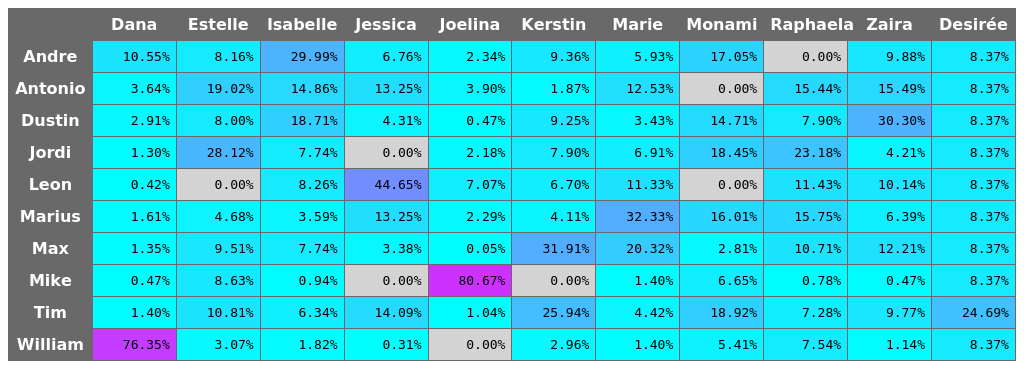 Dana Estelle Isabelle Jessica Joelina Kerstin Marie Monami Raphaela Zaira Desirée
Andre 10.55% 8.16% 29.99% 6.76% 2.34% 9.36% 5.93% 17.05% 0.00% 9.88% 8.37%
Antonio 3.64% 19.02% 14.86% 13.25% 3.90% 1.87% 12.53% 0.00% 15.44% 15.49% 8.37%
Dustin 2.91% 8.00% 18.71% 4.31% 0.47% 9.25% 3.43% 14.71% 7.90% 30.30% 8.37%
Jordi 1.30% 28.12% 7.74% 0.00% 2.18% 7.90% 6.91% 18.45% 23.18% 4.21% 8.37%
Leon 0.42% 0.00% 8.26% 44.65% 7.07% 6.70% 11.33% 0.00% 11.43% 10.14% 8.37%
Marius 1.61% 4.68% 3.59% 13.25% 2.29% 4.11% 32.33% 16.01% 15.75% 6.39% 8.37%
Max 1.35% 9.51% 7.74% 3.38% 0.05% 31.91% 20.32% 2.81% 10.71% 12.21% 8.37%
Mike 0.47% 8.63% 0.94% 0.00% 80.67% 0.00% 1.40% 6.65% 0.78% 0.47% 8.37%
Tim 1.40% 10.81% 6.34% 14.09% 1.04% 25.94% 4.42% 18.92% 7.28% 9.77% 24.69%
William 76.35% 3.07% 1.82% 0.31% 0.00% 2.96% 1.40% 5.41% 7.54% 1.14% 8.37%